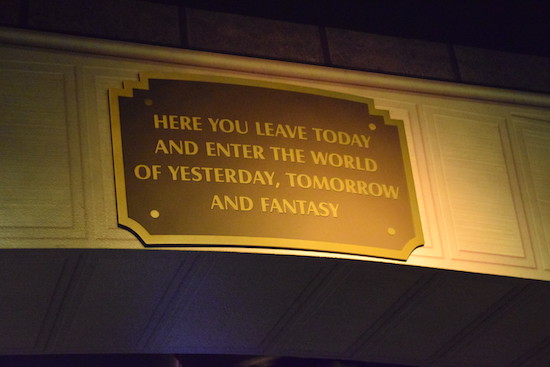 HERE YOU LEAVE TODAY
AND ENTER THE WORLD
OF YESTERDAY, TOMORROW
AND FANTASY